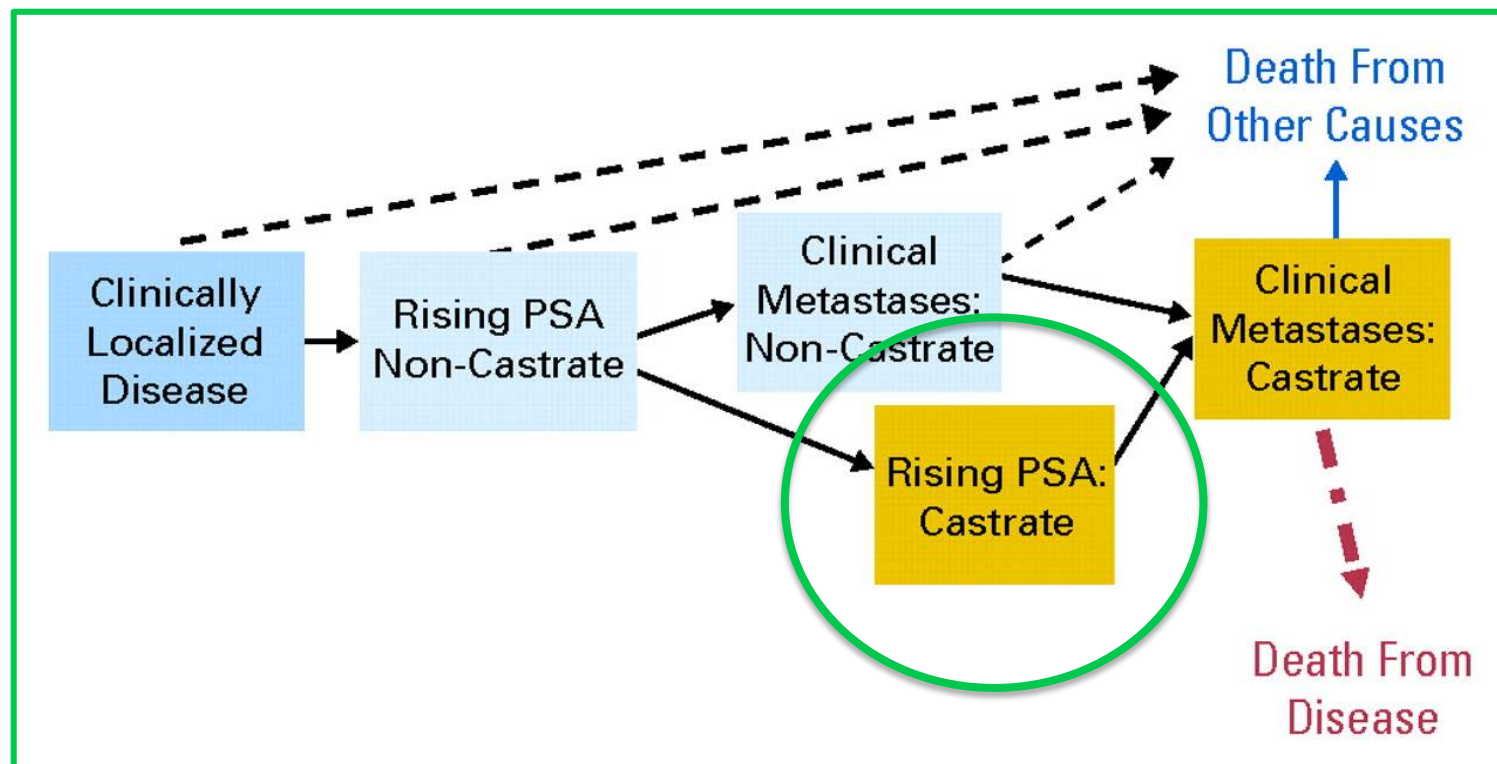 Death From
Other Causes
Clinically
Localized
Disease
Rising PSA
Non-Castrate
Clinical
Metastases:
Non-Castrate
Rising PSA:
Castrate
Clinical
Metastases:
Castrate
Death From
Disease